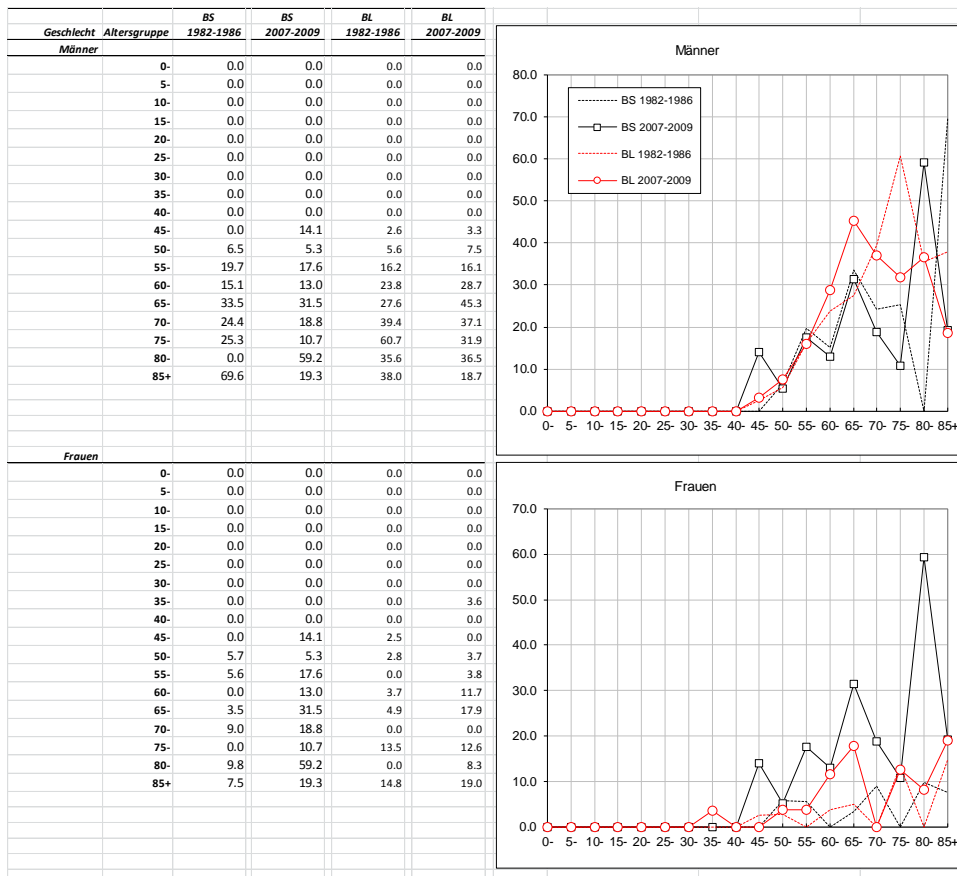 BS BS BL BL
Geschlecht Altersgruppe 1982-1986 2007-2009 1982-1986 2007-2009
Männer
0- 0.0 0.0 0.0 0.0
5- 0.0 0.0 0.0 0.0
10- 0.0 0.0 0.0 0.0
15- 0.0 0.0 0.0 0.0
20- 0.0 0.0 0.0 0.0
25- 0.0 0.0 0.0 0.0
30- 0.0 0.0 0.0 0.0
35- 0.0 0.0 0.0 0.0
40- 0.0 0.0 0.0 0.0
45- 0.0 14.1 2.6 3.3
50- 6.5 5.3 5.6 7.5
55- 19.7 17.6 16.2 16.1
60- 15.1 13.0 23.8 28.7
65- 33.5 31.5 27.6 45.3
70- 24.4 18.8 39.4 37.1
75- 25.3 10.7 60.7 31.9
80- 0.0 59.2 35.6 36.5
85+ 69.6 19.3 38.0 18.7
Frauen
0- 0.0 0.0 0.0 0.0
5- 0.0 0.0 0.0 0.0
10- 0.0 0.0 0.0 0.0
15- 0.0 0.0 0.0 0.0
20- 0.0 0.0 0.0 0.0
25- 0.0 0.0 0.0 0.0
30- 0.0 0.0 0.0 0.0
35- 0.0 0.0 0.0 3.6
40- 0.0 0.0 0.0 0.0
45- 0.0 14.1 2.5 0.0
50- 5.7 5.3 2.8 3.7
55- 5.6 17.6 0.0 3.8
60- 0.0 13.0 3.7 11.7
65- 3.5 31.5 4.9 17.9
70- 9.0 18.8 0.0 0.0
75- 0.0 10.7 13.5 12.6
80- 9.8 59.2 0.0 8.3
85+ 7.5 19.3 14.8 19.0
Männer
80.0
70.0
60.0
50.0
40.0
30.0
20.0
10.0
0.0
BS 1982-1986
BS 2007-2009
BL 1982-1986
BL 2007-2009
0- 5- 10- 15- 20- 25- 30- 35- 40- 45- 50- 55- 60- 65- 70- 75- 80- 85+
Frauen
70.0
60.0
50.0
40.0
30.0
20.0
10.0
0.0
0- 5- 10- 15- 20- 25- 30- 35- 40- 45- 50- 55- 60- 65- 70- 75- 80- 85+